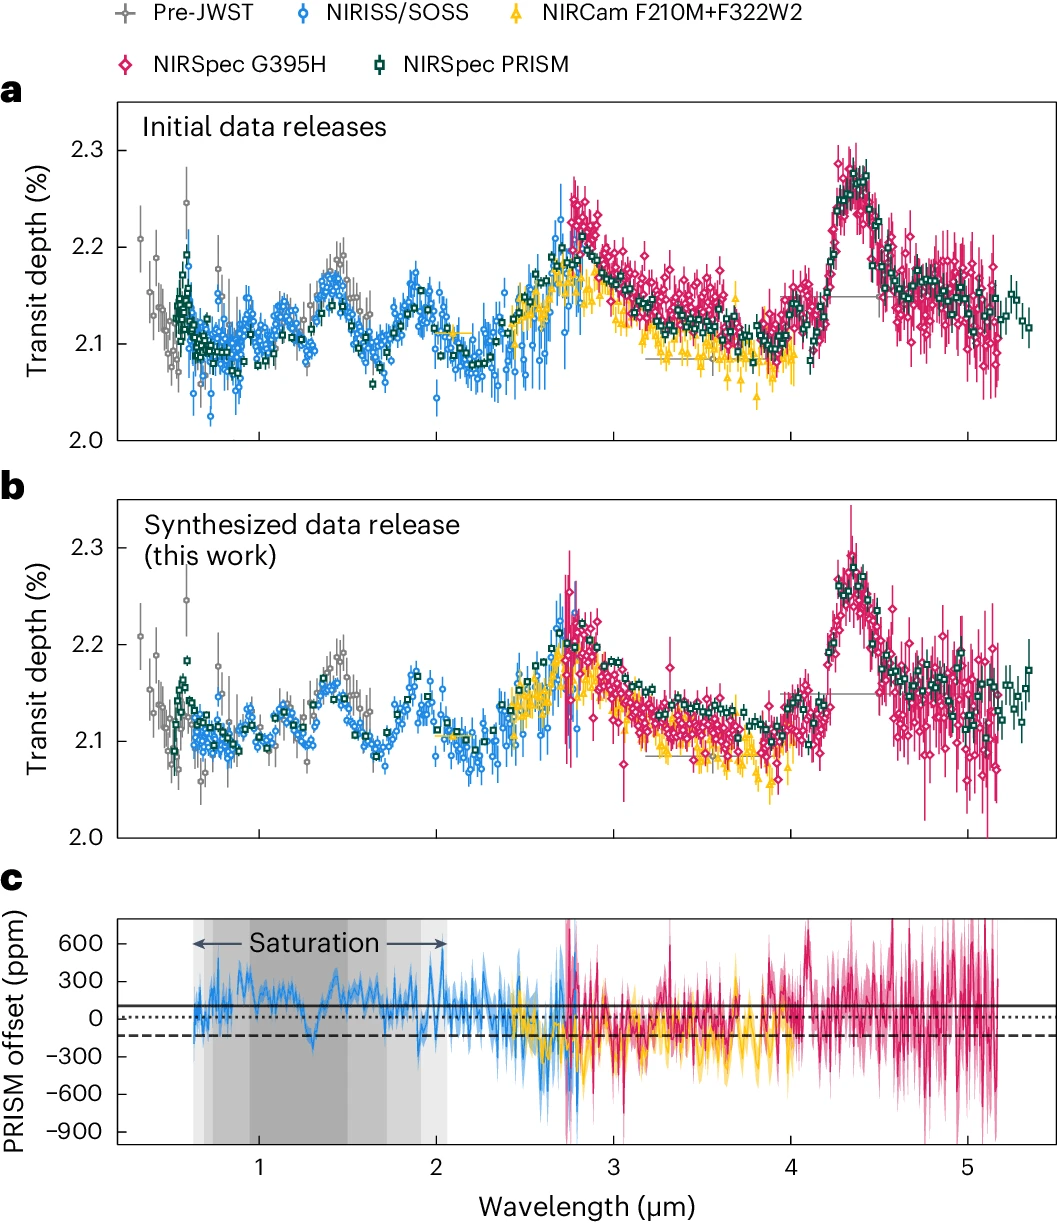 Pre-JWST NIRISS/SOSS NIRCam F210M+F322W2
NIRSpec G395H NIRSpec PRISM
a
Initial data releases
Transit depth (%)
2.3
2.2
2.1
2.0
b
Synthesized data release
(this work)
Transit depth (%)
2.3
2.2
2.1
2.0
c
Saturation
PRISM offset (ppm)
600
300
0
−300
−600
−900
1 2 3 4 5
Wavelength (μm)